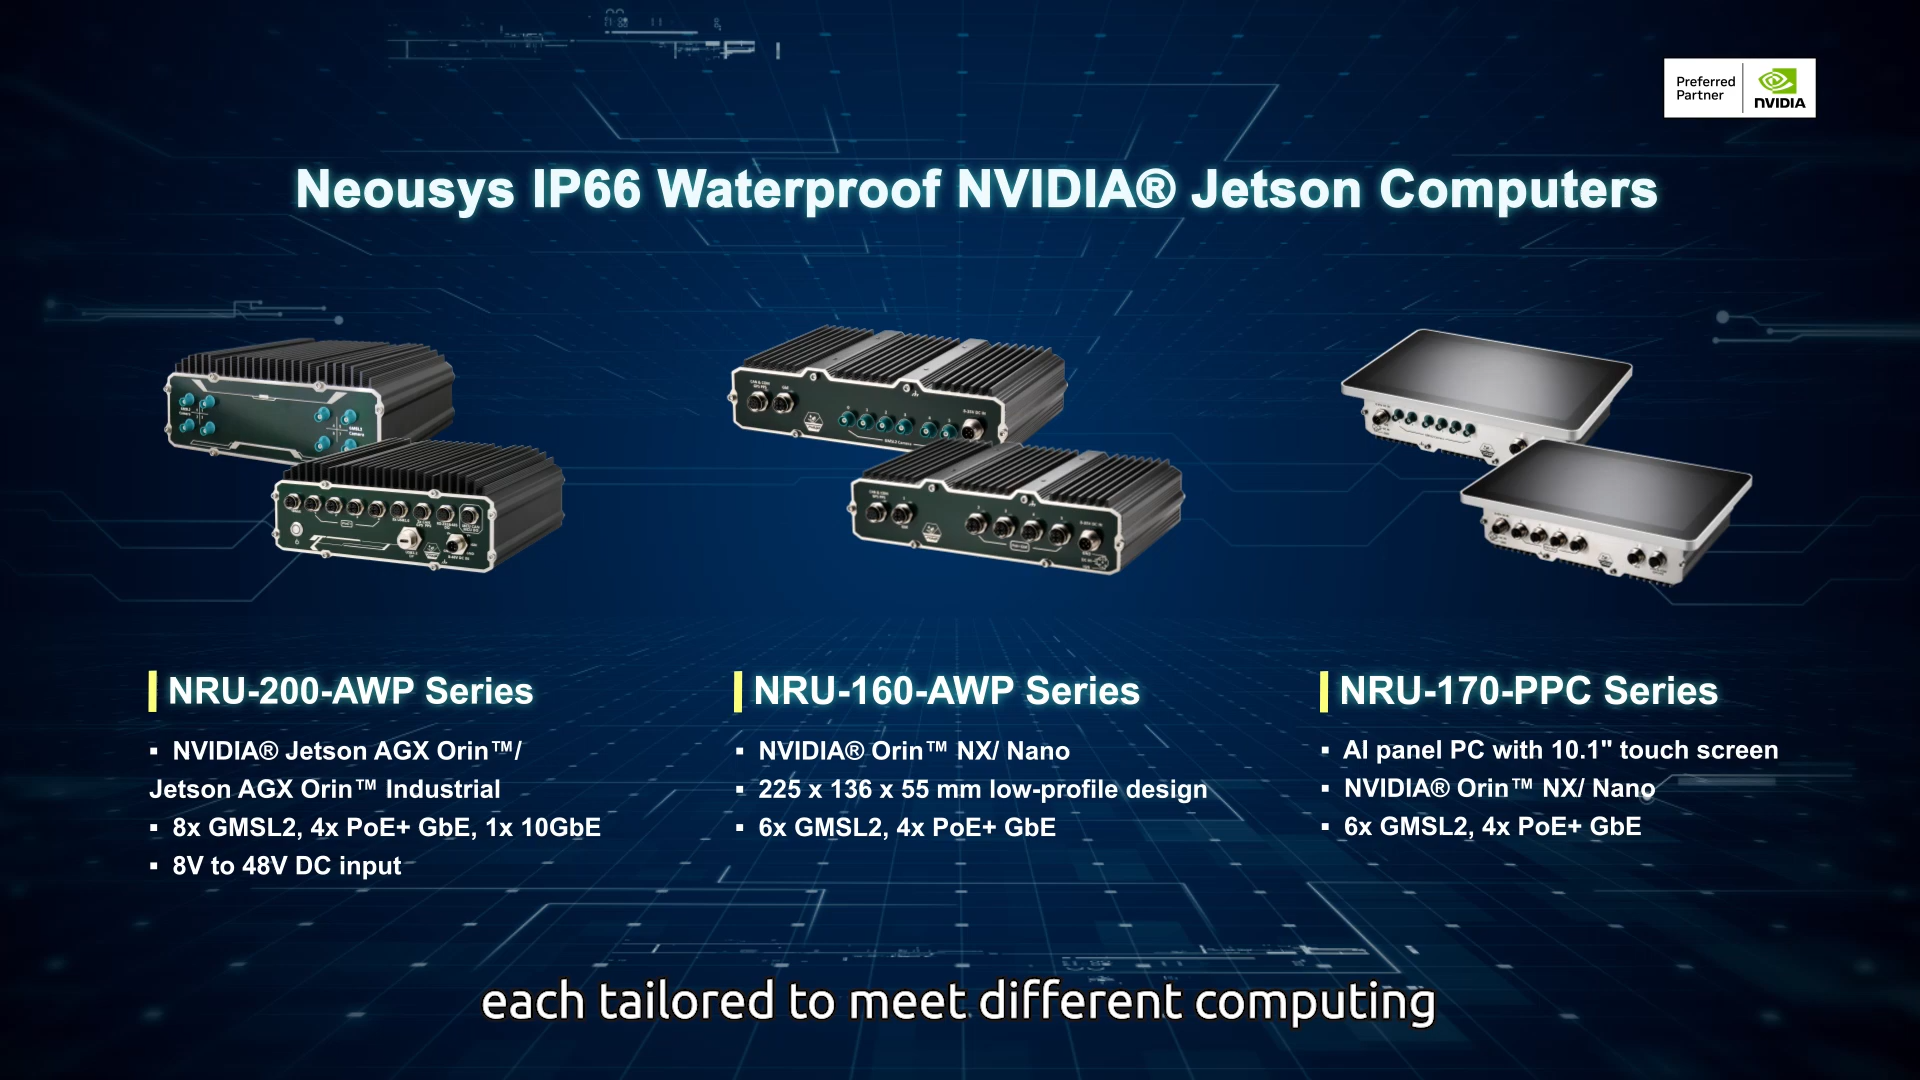 Preferred
Partner
NVIDIA
Neousys IP66 Waterproof NVIDIA® Jetson Computers
NRU-200-AWP Series
▪ NVIDIA® Jetson AGX Orin™/
Jetson AGX Orin™ Industrial
▪ 8x GMSL2, 4x PoE+ GbE, 1x 10GbE
▪ 8V to 48V DC input
NRU-160-AWP Series
▪ NVIDIA® Orin™ NX/ Nano
▪ 225 x 136 x 55 mm low-profile design
▪ 6x GMSL2, 4x PoE+ GbE
NRU-170-PPC Series
▪ AI panel PC with 10.1" touch screen
▪ NVIDIA® Orin™ NX/ Nano
▪ 6x GMSL2, 4x PoE+ GbE
each tailored to meet different computing